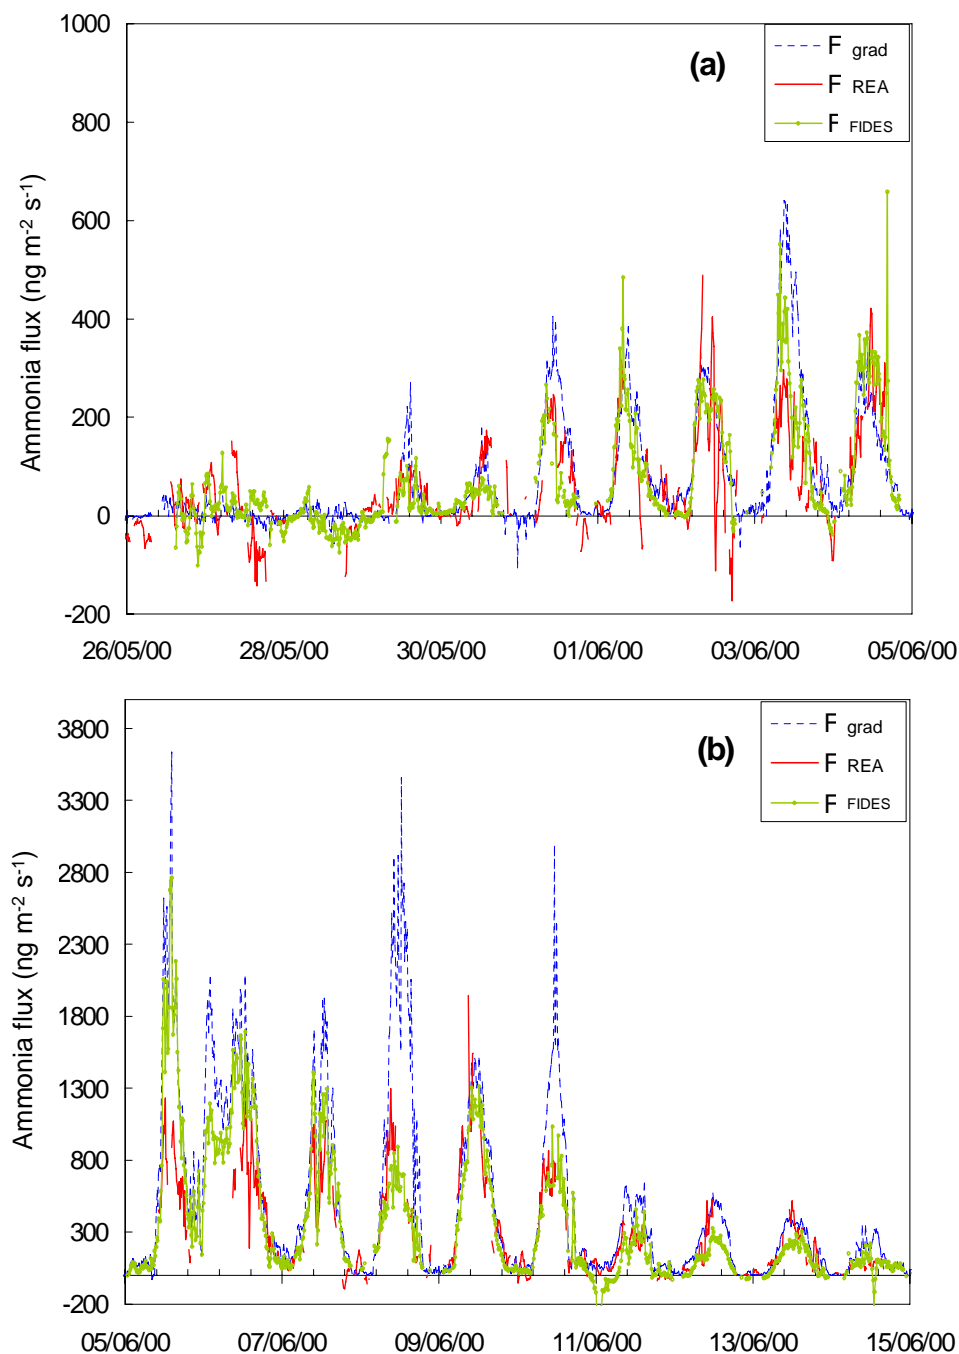 1000
800
600
400
200
0
-200
Ammonia flux (ng m-2 s-1)
(a)
F grad
F REA
F FIDES
26/05/00 28/05/00 30/05/00 01/06/00 03/06/00 05/06/00
3800
3300
2800
2300
1800
1300
800
300
-200
Ammonia flux (ng m-2 s-1)
(b)
F grad
F REA
F FIDES
05/06/00 07/06/00 09/06/00 11/06/00 13/06/00 15/06/00